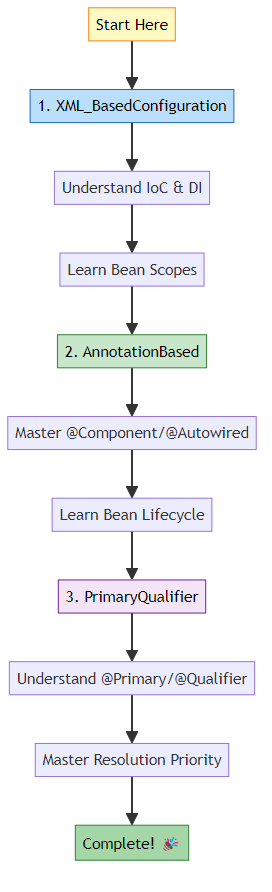 Start Here
1. XML_BasedConfiguration
Understand IoC & DI
Learn Bean Scopes
2. AnnotationBased
Master @Component/@Autowired
Learn Bean Lifecycle
3. PrimaryQualifier
Understand @Primary/@Qualifier
Master Resolution Priority
Complete! 🎉